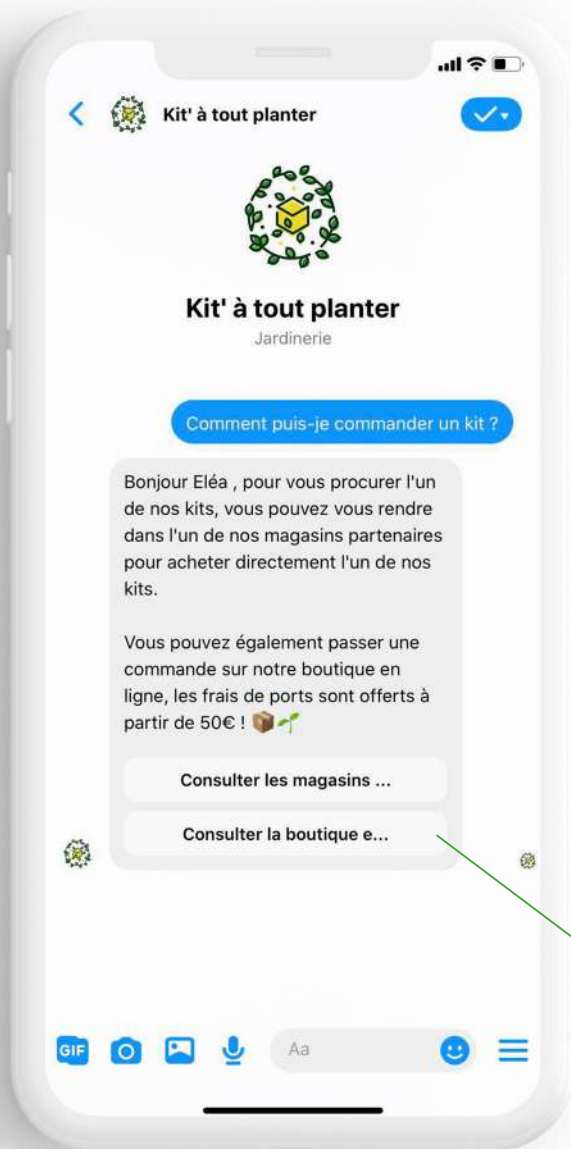 Kit' à tout planter
Kit' à tout planter
Jardinerie
Comment puis-je commander un kit ?
Bonjour Eléa , pour vous procurer l'un
de nos kits, vous pouvez vous rendre
dans l'un de nos magasins partenaires
pour acheter directement l'un de nos
kits.
Vous pouvez également passer une
commande sur notre boutique en
ligne, les frais de ports sont offerts à
partir de 50€ ! 📦🌱
Consulter les magasins ...
Consulter la boutique e...
GIF
Aa